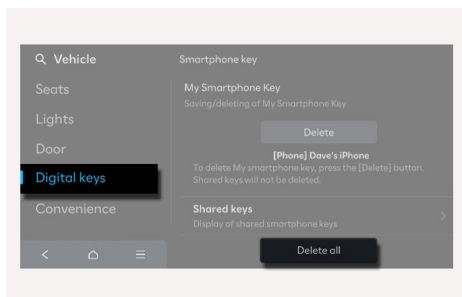 Vehicle
Seats
Lights
Door
Digital keys
Convenience
Smartphone key
My Smartphone Key
Saving/deleting of My Smartphone Key
Delete
[Phone] Dave's iPhone
To delete My smartphone key, press the [Delete] button.
Shared keys will not be deleted.
Shared keys
Display of shared smartphone keys
Delete all